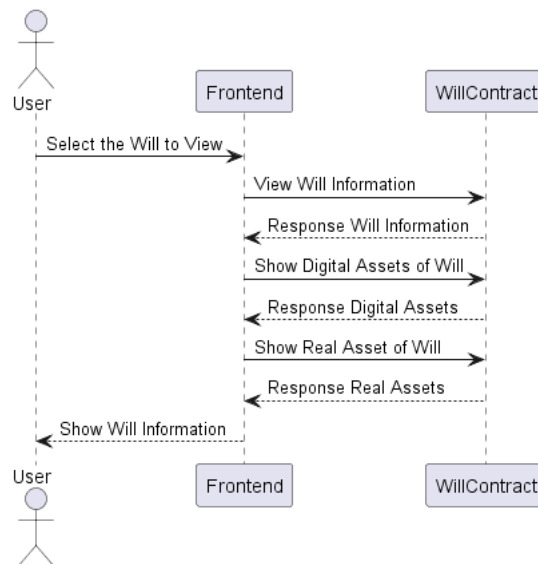 User
Frontend
WillContract
Select the Will to View
View Will Information
Response Will Information
Show Digital Assets of Will
Response Digital Assets
Show Real Asset of Will
Response Real Assets
Show Will Information
User
Frontend
WillContract